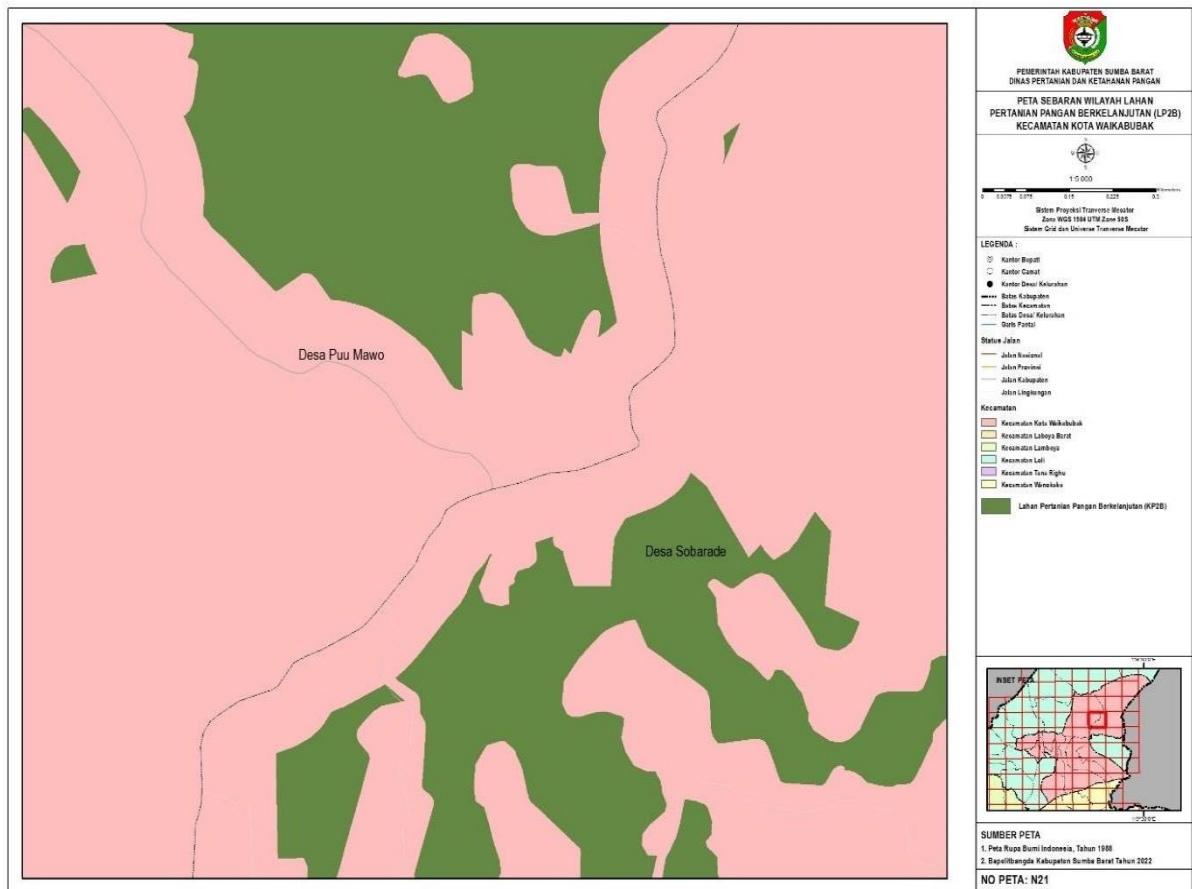 Desa Puu Mawo
Desa Sobarade
PEMERINTAH KABUPATEN SUMBA BARAT
DINAS PERTANIAN DAN KETAHANAN PANGAN
PETA SEBARAN WILAYAH LAHAN
PERTANIAN PANGAN BERKELANJUTAN (LP2B)
KECAMATAN KOTA WAIKABUBAK
1:5.000
Kilometers
Sistem Proyeksi Tranverse Mecator
Zona WGS 1984 UTM Zone 50S
Sistem Grid dan Universe Tranverse Mecator
LEGENDA :
Kantor Bupati
Kantor Camat
Kantor Desa/ Kelurahan
Batas Kabupaten
Batas Kecamatan
Batas Desa/ Kelurahan
Garis Pantai
Status Jalan
Jalan Nasional
Jalan Provinsi
Jalan Kabupaten
Jalan Lingkungan
Kecamatan
Kecamatan Kota Waikabubak
Kecamatan Laboya Barat
Kecamatan Lamboya
Kecamatan Loli
Kecamatan Tana Righu
Kecamatan Wanokaka
Lahan Pertanian Pangan Berkelanjutan (KP2B)
INSET PETA
SUMBER PETA
1. Peta Rupa Bumi Indonesia, Tahun 1988
2. Bapelitbangda Kabupaten Sumba Barat Tahun 2022
NO PETA: N21